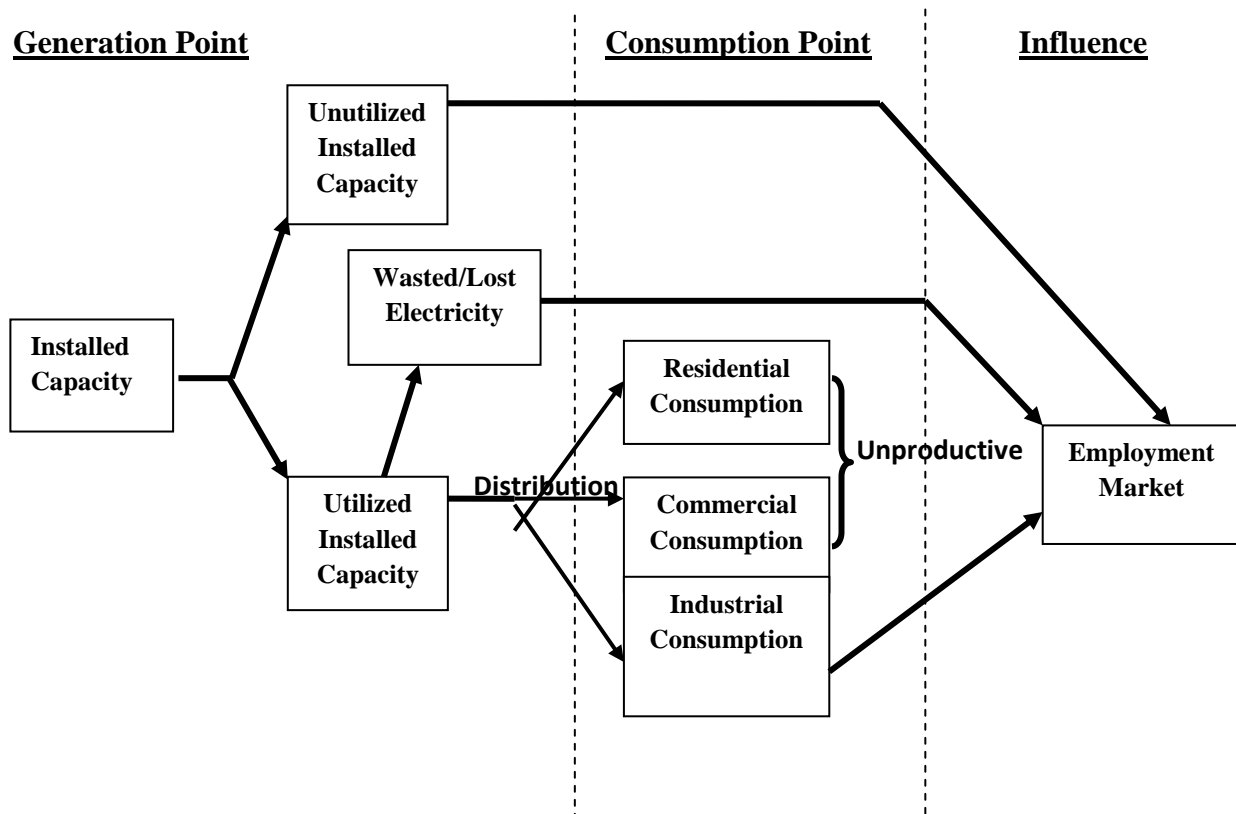 Generation Point
Consumption Point
Influence
Unutilized
Installed
Capacity
Wasted/Lost
Electricity
Installed
Capacity
Residential
Consumption
Unproductive
Employment
Market
Distribution
Utilized
Installed
Capacity
Commercial
Consumption
Industrial
Consumption